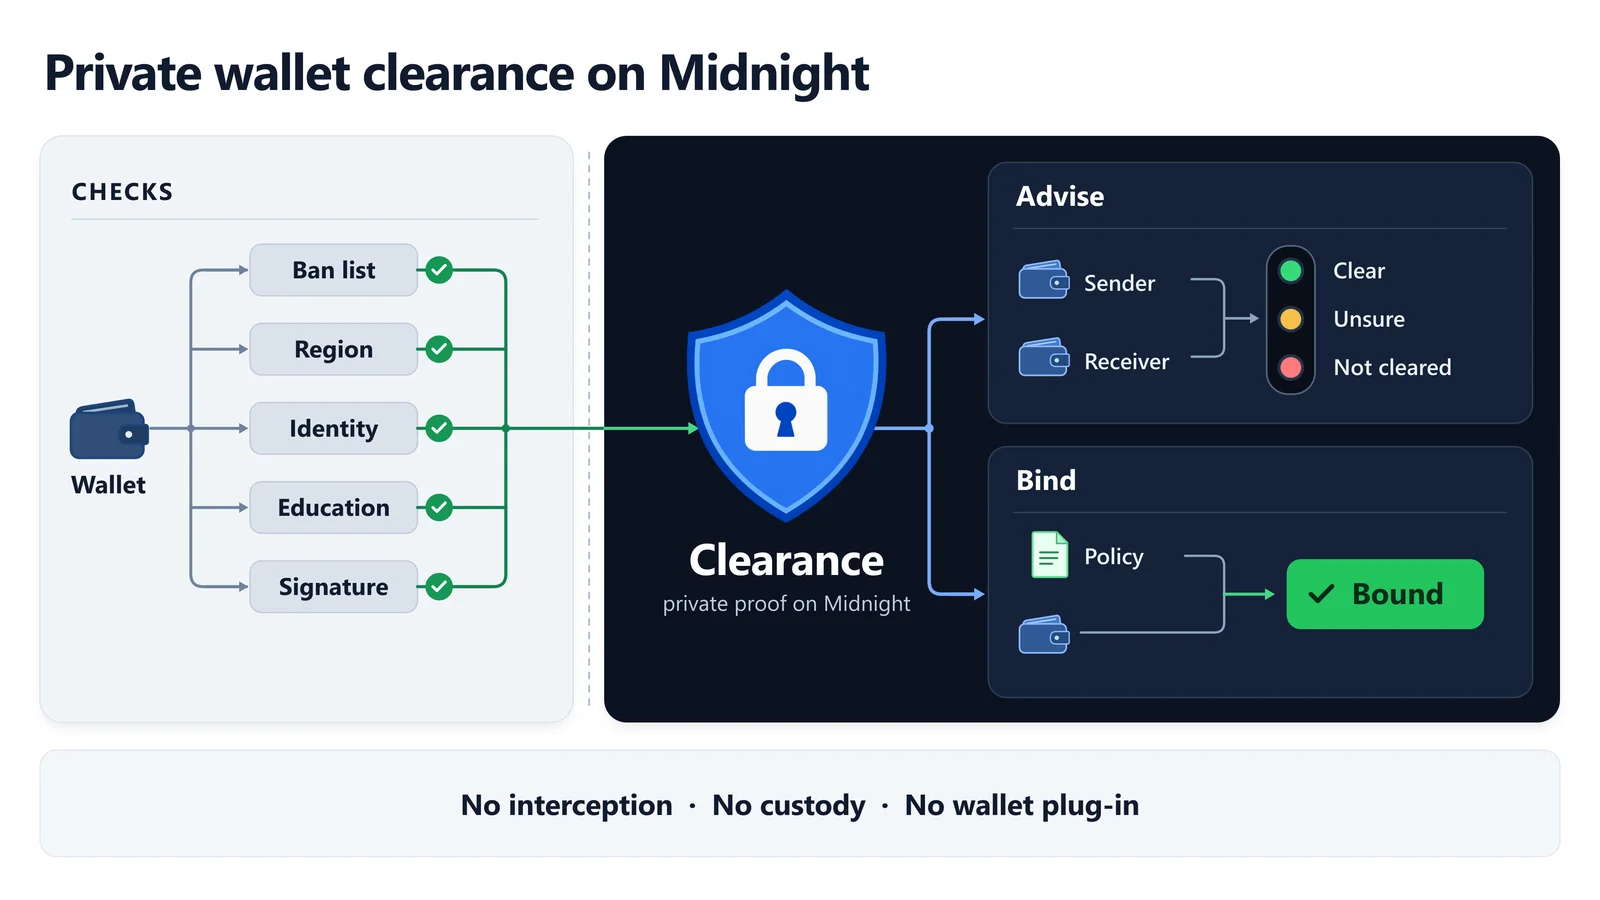 Private wallet clearance on Midnight
CHECKS
Wallet
Ban list
Region
Identity
Education
Signature
Clearance
private proof on Midnight
Advise
Sender
Receiver
Clear
Unsure
Not cleared
Bind
Policy
Bound
No interception · No custody · No wallet plug-in